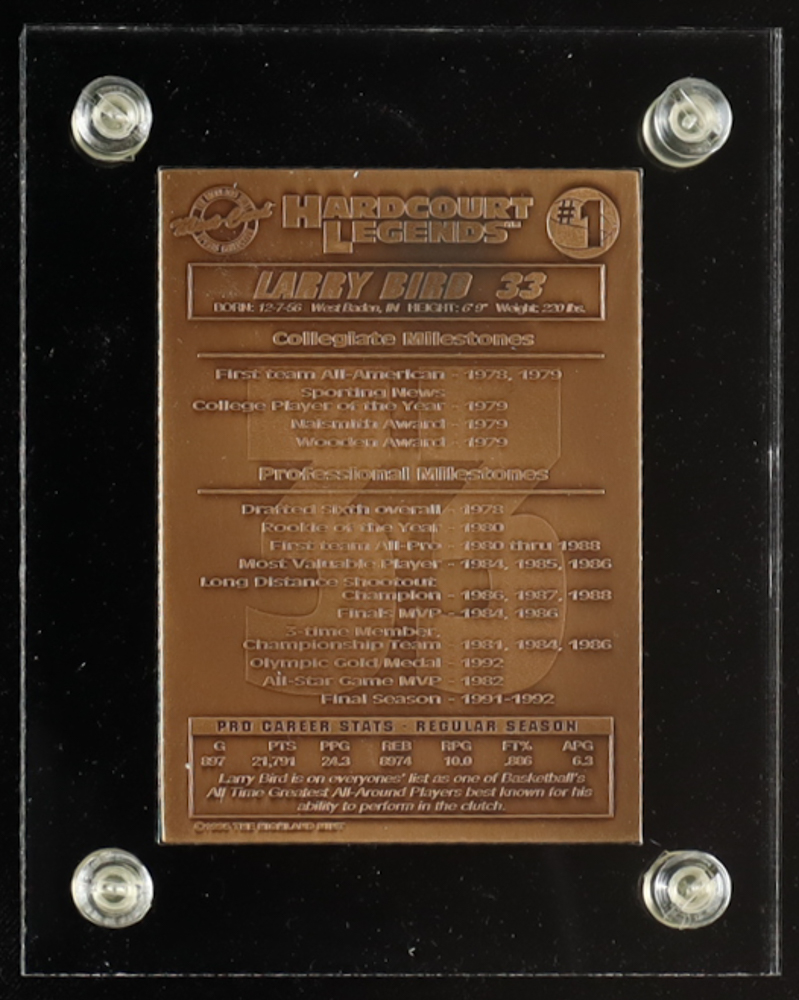 HARDCOURT
LEGENDS™
#1
LARRY BIRD 33
BORN: 12-7-56 West Baden, IN HEIGHT: 6'9" Weight: 220 lbs.
Collegiate Milestones
First team All-American - 1978, 1979
Sporting News
College Player of the Year - 1979
Naismith Award - 1979
Wooden Award - 1979
Professional Milestones
Drafted Sixth overall - 1978
Rookie of the Year - 1980
First team All-Pro - 1980 thru 1988
Most Valuable Player - 1984, 1985, 1986
Long Distance Shootout
Champion - 1986, 1987, 1988
Finals MVP - 1984, 1986
3-time Member,
Championship Team - 1981, 1984, 1986
Olympic Gold Medal - 1992
All-Star Game MVP - 1982
Final Season - 1991-1992
PRO CAREER STATS - REGULAR SEASON
G PTS PPG REB RPG FT% APG
897 21,791 24.3 8974 10.0 .886 6.3
Larry Bird is on everyones' list as one of Basketball's
All Time Greatest All-Around Players best known for his
ability to perform in the clutch.
THE HIGHLAND MINT